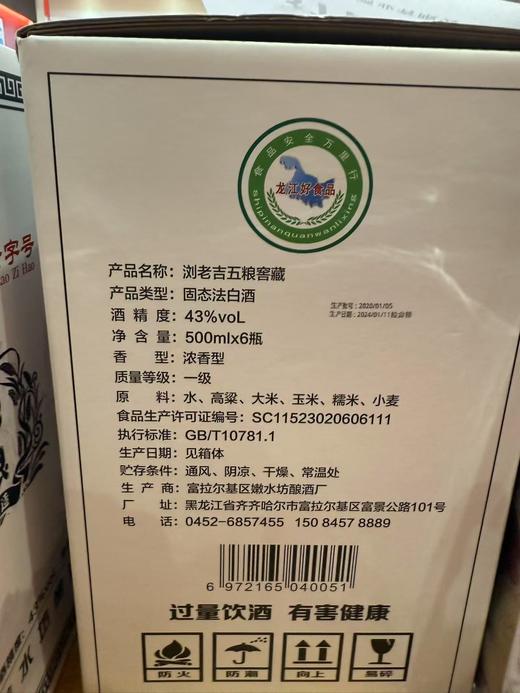 食品安全万里行
龙江好食品
shipinanquanwanlixing
产品名称：浏老吉五粮窖藏
产品类型：固态法白酒
酒精度：43%voL
净含量：500mlx6瓶
香型：浓香型
质量等级：一级
原料：水、高粱、大米、玉米、糯米、小麦
食品生产许可证编号：SC11523020606111
执行标准：GB/T10781.1
生产日期：见箱体
贮存条件：通风、阴凉、干燥、常温处
生产商：富拉尔基区嫩水坊酿酒厂
厂址：黑龙江省齐齐哈尔市富拉尔基区富景公路101号
电话：0452-6857455 150 8457 8889
生产批号：2020/01/05
生产日期：2024/01/11
6 972165 040051
过量饮酒 有害健康
防火 防潮 向上 易碎
字号
ao Zi Hao
水坊